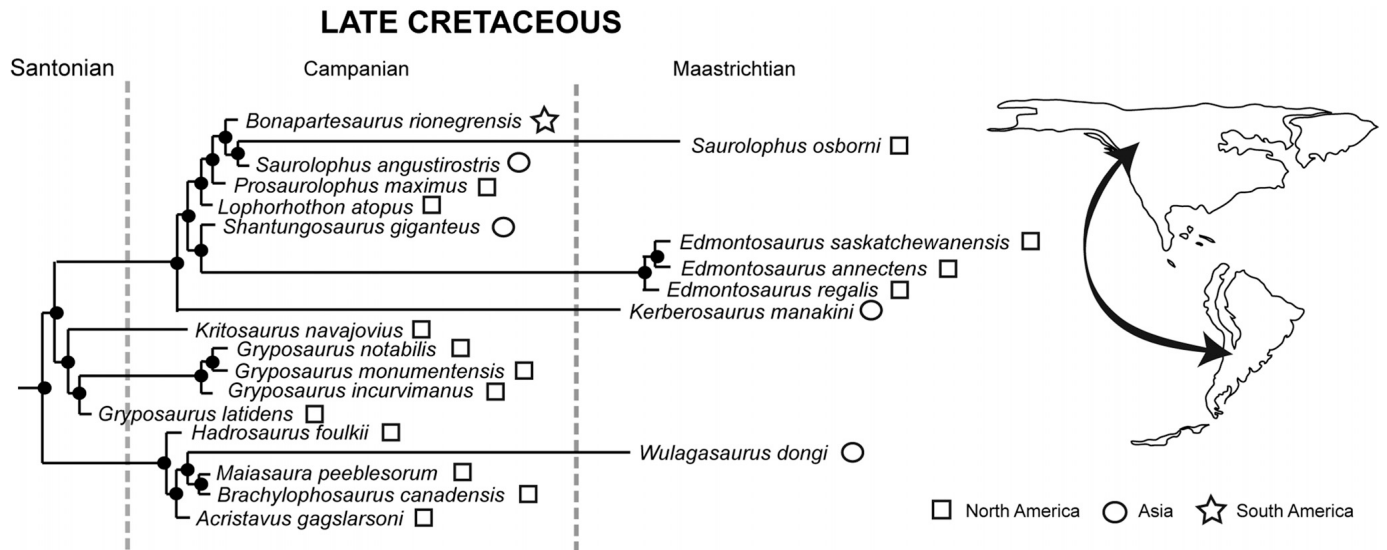 LATE CRETACEOUS
Santonian Campanian Maastrichtian
Bonapartesaurus rionegrensis
Saurolophus osborni
Saurolophus angustirostris
Prosaurolophus maximus
Lophorhothon atopus
Shantungosaurus giganteus
Edmontosaurus saskatchewanensis
Edmontosaurus annectens
Edmontosaurus regalis
Kerberosaurus manakini
Kritosaurus navajovius
Gryposaurus notabilis
Gryposaurus monumentensis
Gryposaurus incurvimanus
Gryposaurus latidens
Hadrosaurus foulkii
Wulagasaurus dongi
Maiasaura peeblesorum
Brachylophosaurus canadensis
Acristavus gagslarsoni
North America Asia South America